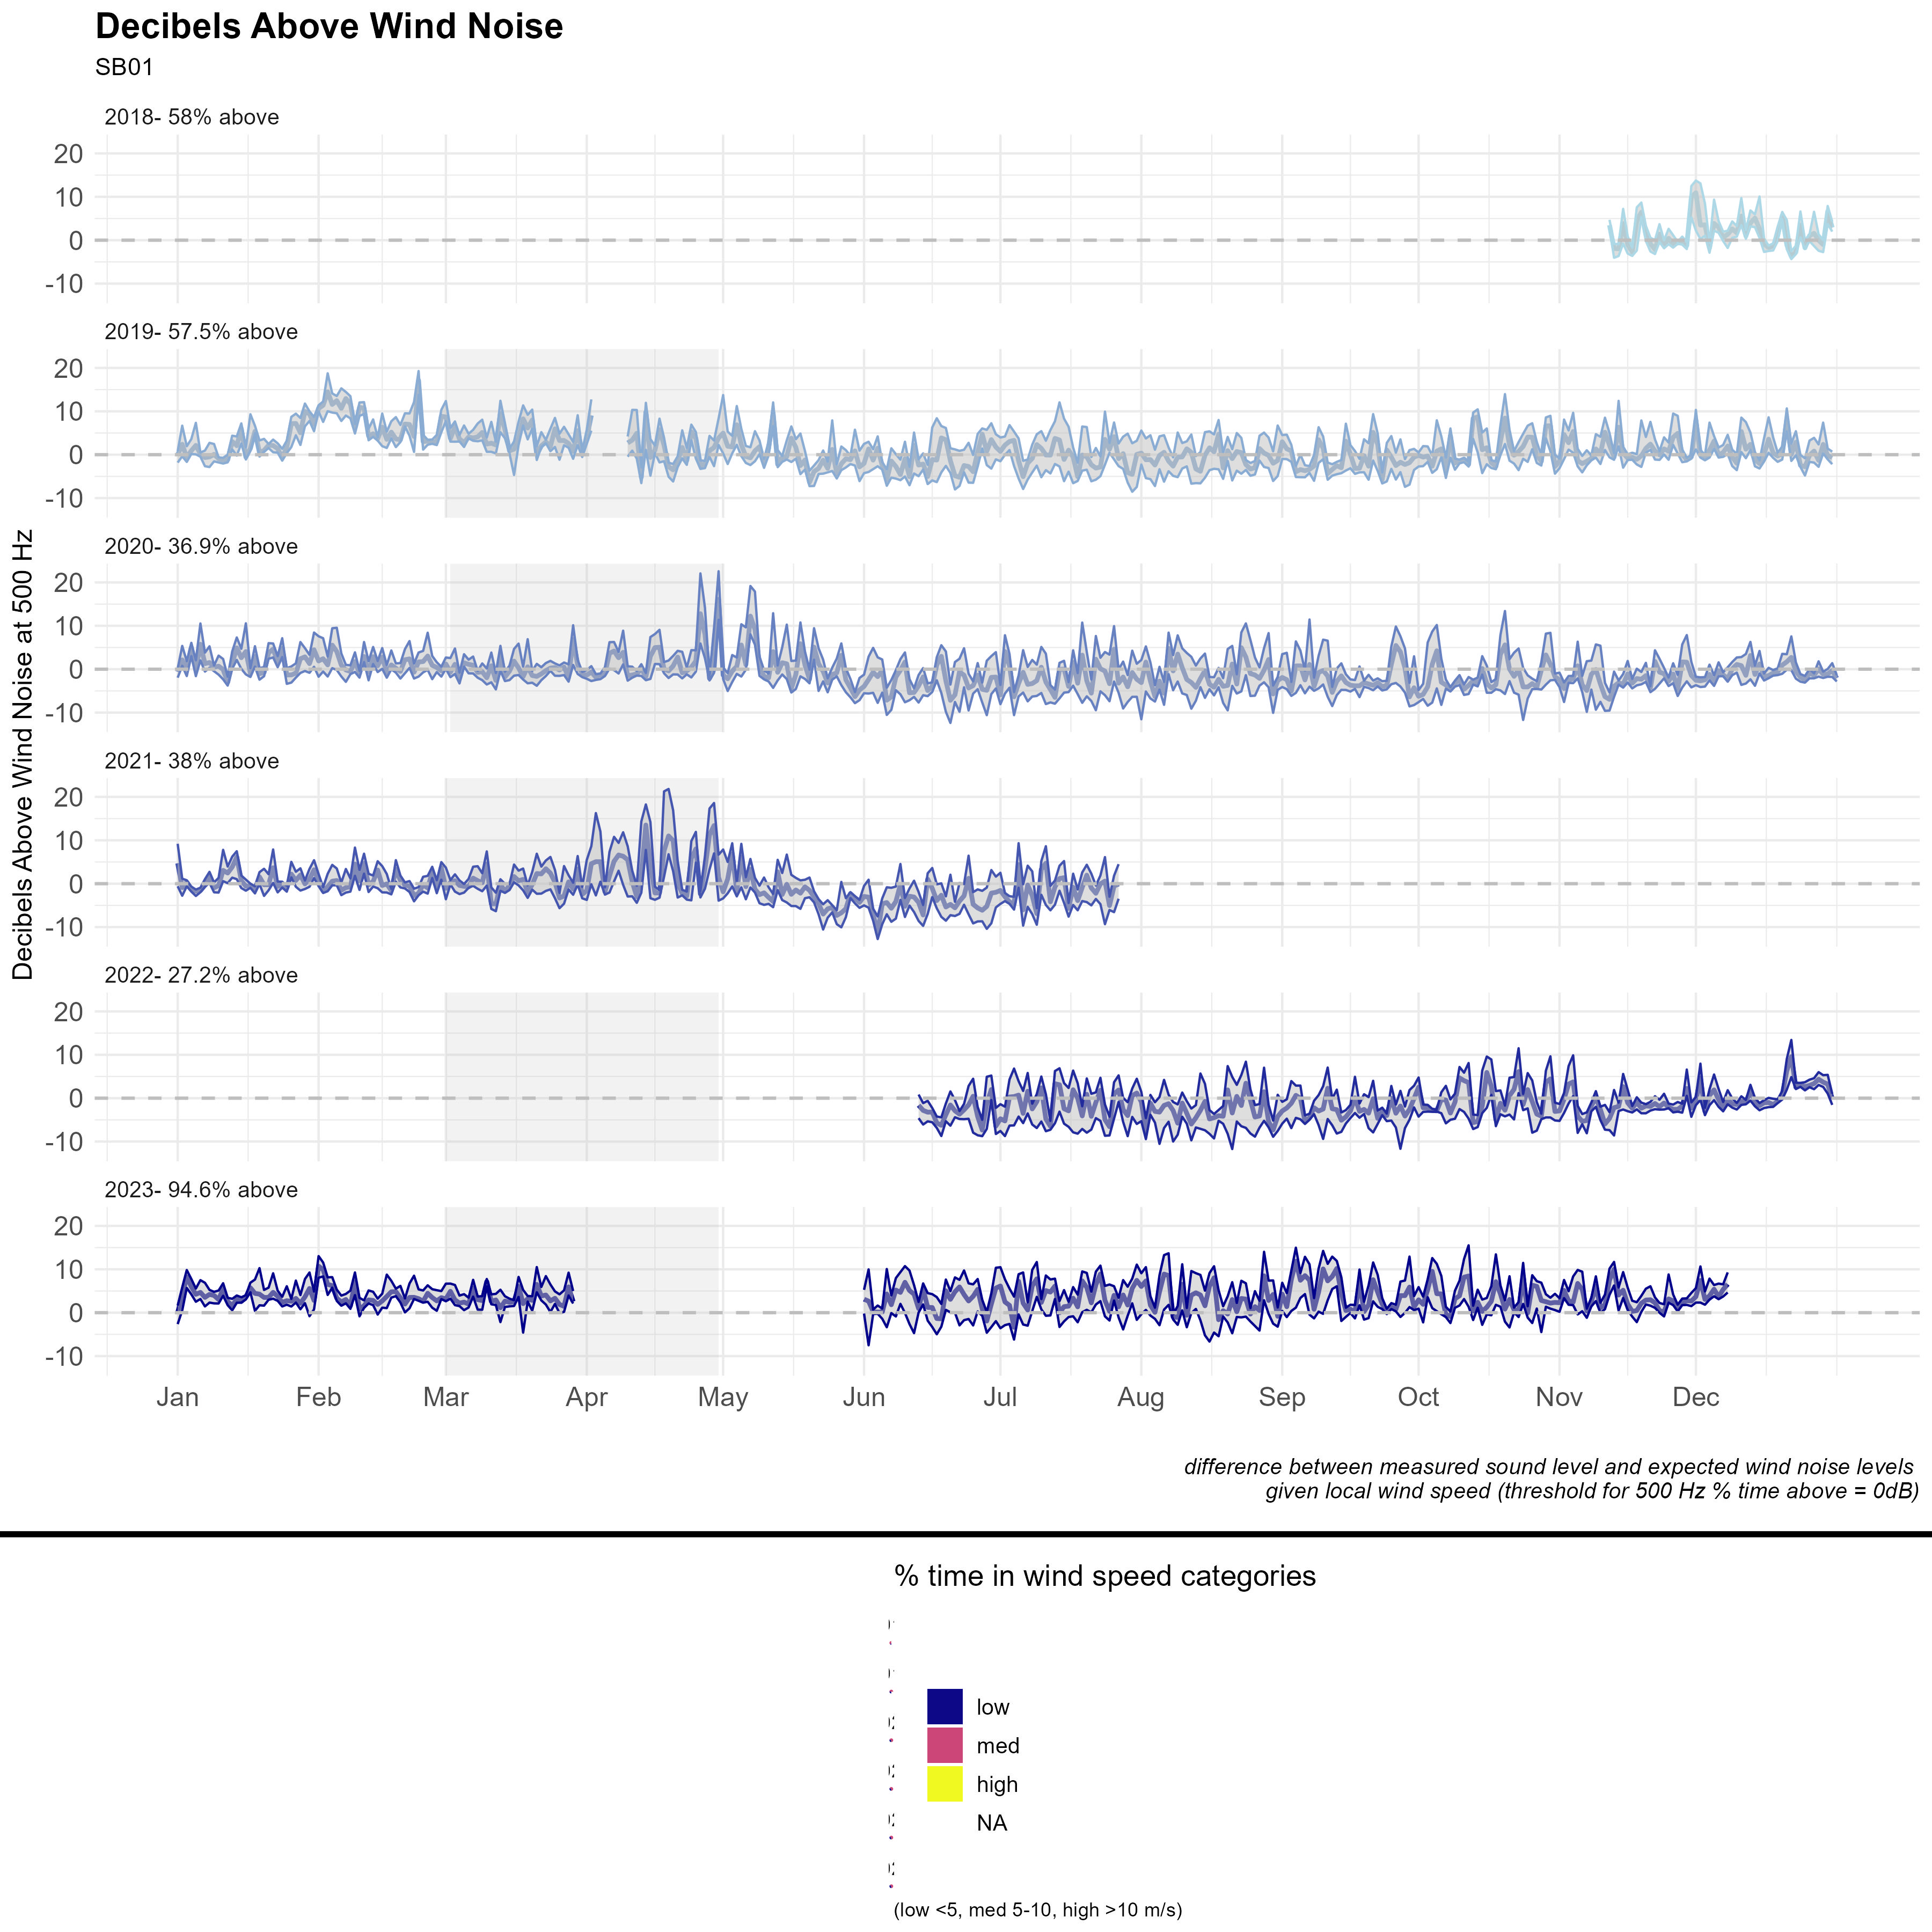 Decibels Above Wind Noise
SB01
Decibels Above Wind Noise at 500 Hz
2018- 58% above
20
10
0
-10
2019- 57.5% above
20
10
0
-10
2020- 36.9% above
20
10
0
-10
2021- 38% above
20
10
0
-10
2022- 27.2% above
20
10
0
-10
2023- 94.6% above
20
10
0
-10
Jan Feb Mar Apr May Jun Jul Aug Sep Oct Nov Dec
difference between measured sound level and expected wind noise levels
given local wind speed (threshold for 500 Hz % time above = 0dB)
% time in wind speed categories
low
med
high
NA
(low <5, med 5-10, high >10 m/s)